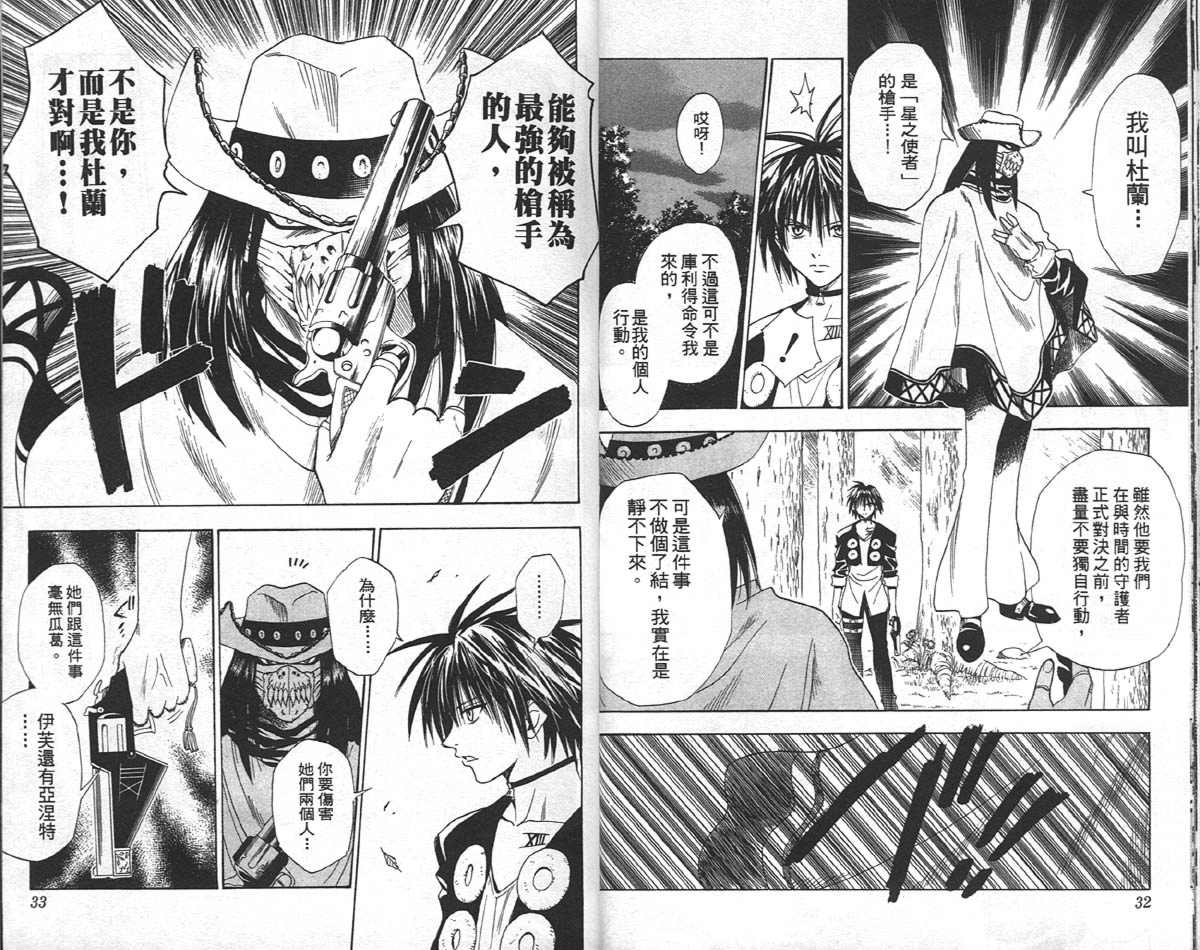 我叫杜蘭…
是「星之使者」
的槍手…！
哎呀！
不過這可不是
庫利得命令我
來的，
是我的個人
行動。
XIII
！
雖然他要我們
在與時間的守護者
正式對決之前，
盡量不要獨自行動，
可是這件事
不做個了結，我實在是
靜不下來。
32
能夠被稱為
最強的槍手
的人，
不是你，
而是我杜蘭
才對啊…！
ドン
………
XIII
為什麼……
你要傷害
她們兩個人…
她們跟這件事
毫無瓜葛。
伊芙還有亞涅特
……
33